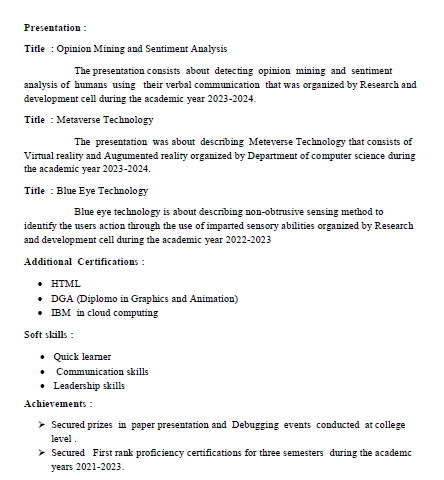 Presentation :
Title : Opinion Mining and Sentiment Analysis
The presentation consists about detecting opinion mining and sentiment
analysis of humans using their verbal communication that was organized by Research and
development cell during the academic year 2023-2024.
Title : Metaverse Technology
The presentation was about describing Meteverse Technology that consists of
Virtual reality and Augumented reality organized by Department of computer science during
the academic year 2023-2024.
Title : Blue Eye Technology
Blue eye technology is about describing non-obtrusive sensing method to
identify the users action through the use of imparted sensory abilities organized by Research
and development cell during the academic year 2022-2023
Additional Certifications :
• HTML
• DGA (Diplomo in Graphics and Animation)
• IBM in cloud computing
Soft skills :
• Quick learner
• Communication skills
• Leadership skills
Achievements :
➢ Secured prizes in paper presentation and Debugging events conducted at college
level .
➢ Secured First rank proficiency certifications for three semesters during the academc
years 2021-2023.